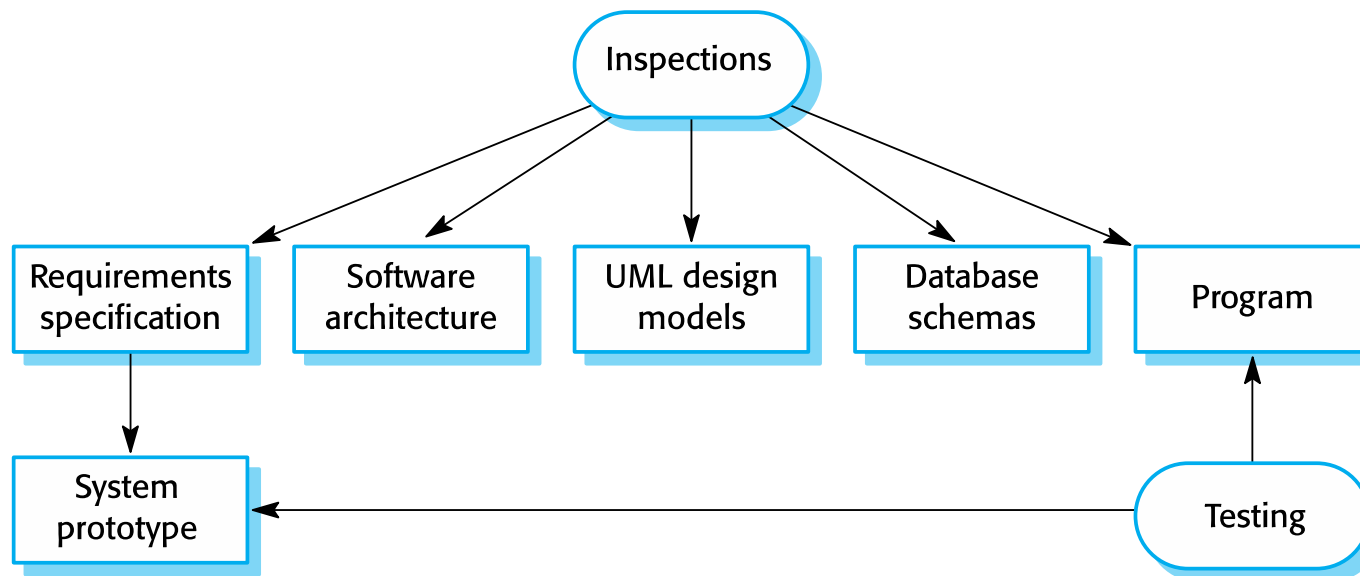 Inspections
Requirements
specification
Software
architecture
UML design
models
Database
schemas
Program
System
prototype
Testing